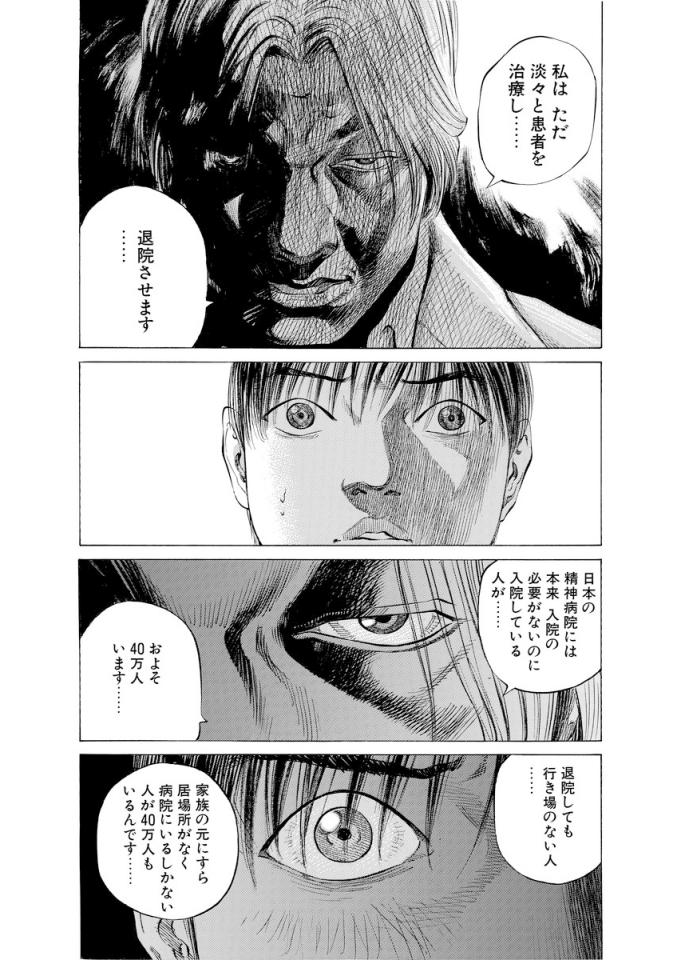 私は ただ
淡々と患者を
治療し……
退院させます
……
日本の
精神病院には
本来 入院の
必要がないのに
入院している
人が……
およそ
40万人
います……
退院しても
行き場のない人
……
家族の元にすら
居場所がなく
病院にいるしかない
人が40万人も
いるんです……